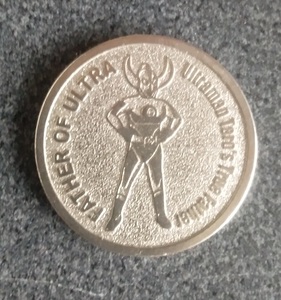 FATHER OF ULTRA
Ultraman Taro's True Father